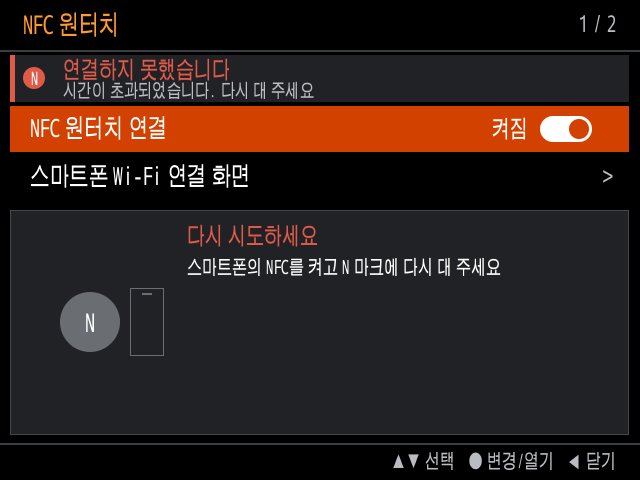 NFC 원터치
1 / 2
N
연결하지 못했습니다
시간이 초과되었습니다. 다시 대 주세요
NFC 원터치 연결
켜짐
스마트폰 Wi-Fi 연결 화면
>
다시 시도하세요
스마트폰의 NFC를 켜고 N 마크에 다시 대 주세요
N
▲▼ 선택 ● 변경/열기 ◀ 닫기